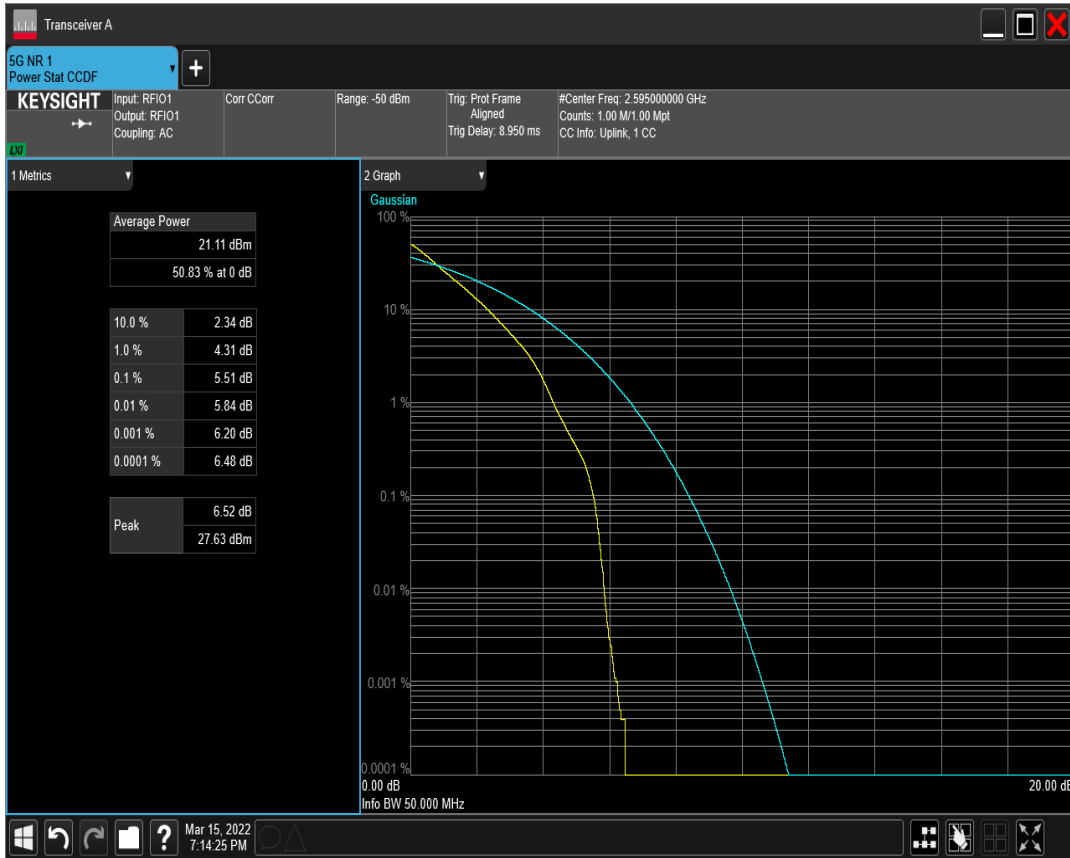 Transceiver A
5G NR 1
Power Stat CCDF
+
KEYSIGHT
LXI
Input: RFIO1
Output: RFIO1
Coupling: AC
Corr CCorr
Range: -50 dBm
Trig: Prot Frame
Aligned
Trig Delay: 8.950 ms
#Center Freq: 2.595000000 GHz
Counts: 1.00 M/1.00 Mpt
CC Info: Uplink, 1 CC
1 Metrics
Average Power
21.11 dBm
50.83 % at 0 dB
10.0 % 2.34 dB
1.0 % 4.31 dB
0.1 % 5.51 dB
0.01 % 5.84 dB
0.001 % 6.20 dB
0.0001 % 6.48 dB
Peak
6.52 dB
27.63 dBm
2 Graph
Gaussian
100 %
10 %
1 %
0.1 %
0.01 %
0.001 %
0.0001 %
0.00 dB
20.00 dB
Info BW 50.000 MHz
?
Mar 15, 2022
7:14:25 PM